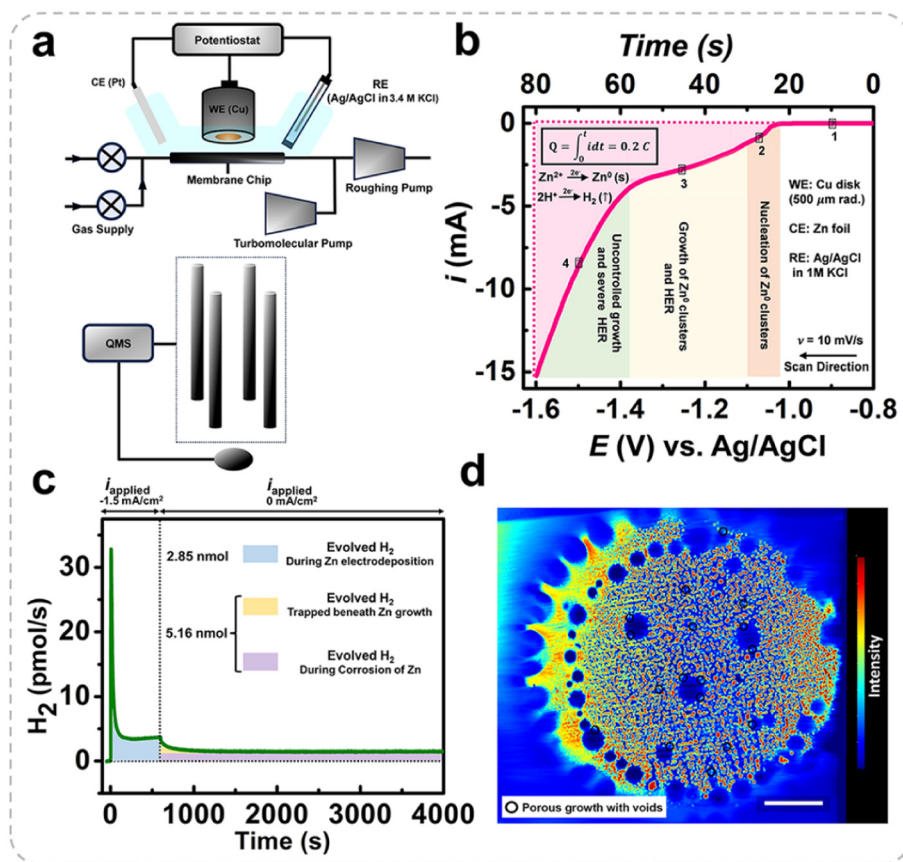 a
Potentiostat
CE (Pt)
WE (Cu)
RE
(Ag/AgCl
in 3.4 M KCl)
Membrane Chip
Gas Supply
Roughing Pump
Turbomolecular Pump
QMS
b
Time (s)
80 60 40 20 0
Q = ∫₀ᵗ idt = 0.2 C
Zn²⁺ 2e⁻→ Zn⁰ (s)
2H⁺ 2e⁻→ H₂ (↑)
1
2
3
4
Uncontrolled growth
and severe HER
Growth of Zn⁰ clusters
and HER
Nucleation of Zn⁰ clusters
WE: Cu disk
(500 μm rad.)
CE: Zn foil
RE: Ag/AgCl
in 1M KCl
ν = 10 mV/s
Scan Direction
i (mA)
0
-5
-10
-15
-1.6 -1.4 -1.2 -1.0 -0.8
E (V) vs. Ag/AgCl
c
i applied
-1.5 mA/cm²
i applied
0 mA/cm²
2.85 nmol
Evolved H₂
During Zn electrodeposition
5.16 nmol
Evolved H₂
Trapped beneath Zn growth
Evolved H₂
During Corrosion of Zn
H₂ (pmol/s)
30
20
10
0
0 1000 2000 3000 4000
Time (s)
d
Intensity
Porous growth with voids